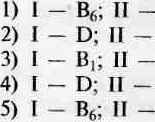 1) I — B₆; II —
2) I — D; II —
3) I — B₁; II —
4) I — D; II —
5) I — B₆; II —